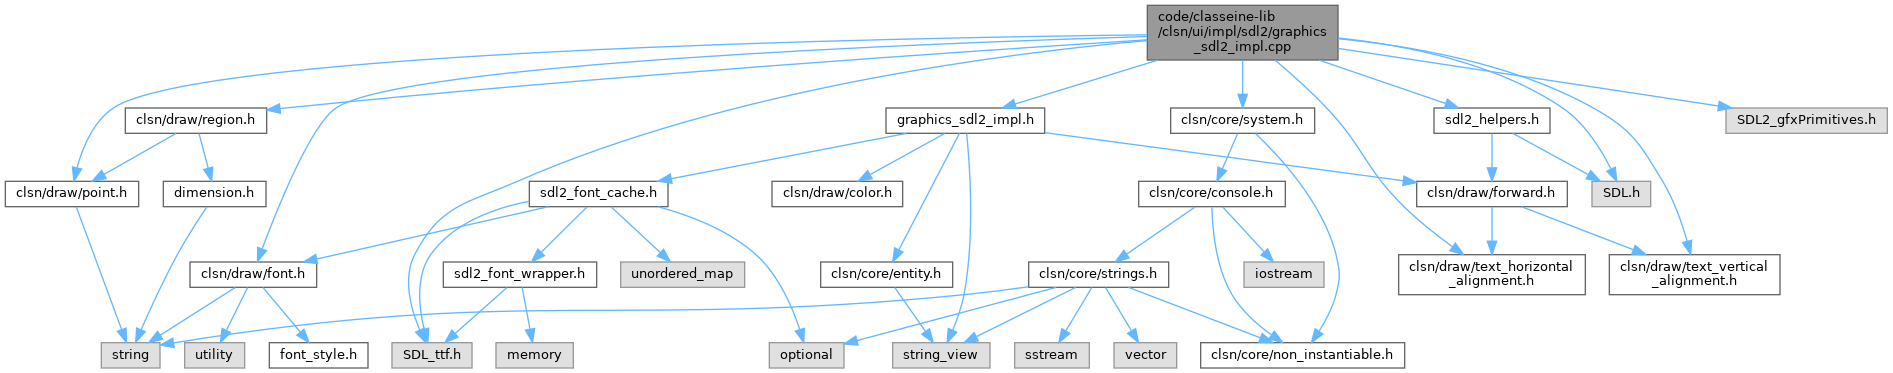 code/classeine-lib
/clsn/ui/impl/sdl2/graphics
_sdl2_impl.cpp
clsn/draw/region.h
graphics_sdl2_impl.h
clsn/core/system.h
sdl2_helpers.h
SDL2_gfxPrimitives.h
clsn/draw/point.h
dimension.h
sdl2_font_cache.h
clsn/draw/color.h
clsn/core/console.h
clsn/draw/forward.h
SDL.h
clsn/draw/font.h
sdl2_font_wrapper.h
unordered_map
clsn/core/entity.h
clsn/core/strings.h
iostream
clsn/draw/text_horizontal
_alignment.h
clsn/draw/text_vertical
_alignment.h
string
utility
font_style.h
SDL_ttf.h
memory
optional
string_view
sstream
vector
clsn/core/non_instantiable.h